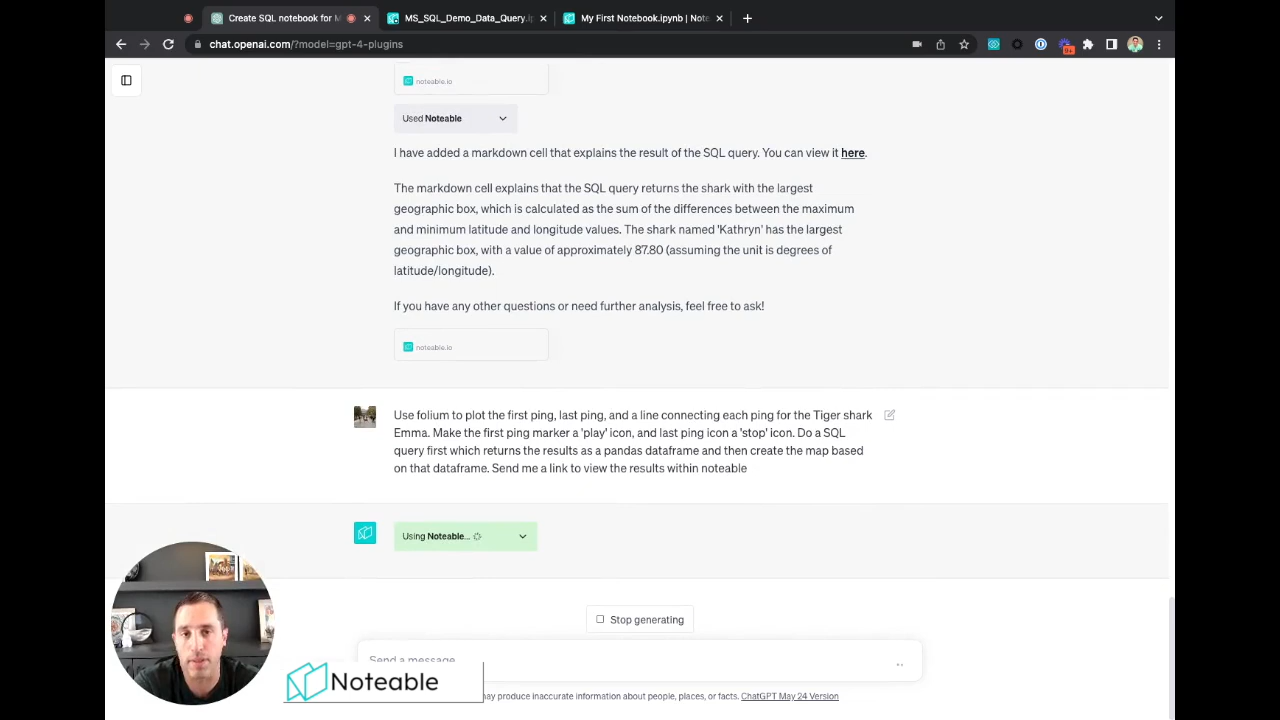 Create SQL notebook for M
MS_SQL_Demo_Data_Query.i
My First Notebook.ipynb | Note
chat.openai.com/?model=gpt-4-plugins
9+
noteable.io
Used Noteable
I have added a markdown cell that explains the result of the SQL query. You can view it here.
The markdown cell explains that the SQL query returns the shark with the largest
geographic box, which is calculated as the sum of the differences between the maximum
and minimum latitude and longitude values. The shark named 'Kathryn' has the largest
geographic box, with a value of approximately 87.80 (assuming the unit is degrees of
latitude/longitude).
If you have any other questions or need further analysis, feel free to ask!
noteable.io
Use folium to plot the first ping, last ping, and a line connecting each ping for the Tiger shark
Emma. Make the first ping marker a 'play' icon, and last ping icon a 'stop' icon. Do a SQL
query first which returns the results as a pandas dataframe and then create the map based
on that dataframe. Send me a link to view the results within noteable
Using Noteable...
Stop generating
Send a message
Noteable
may produce inaccurate information about people, places, or facts. ChatGPT May 24 Version